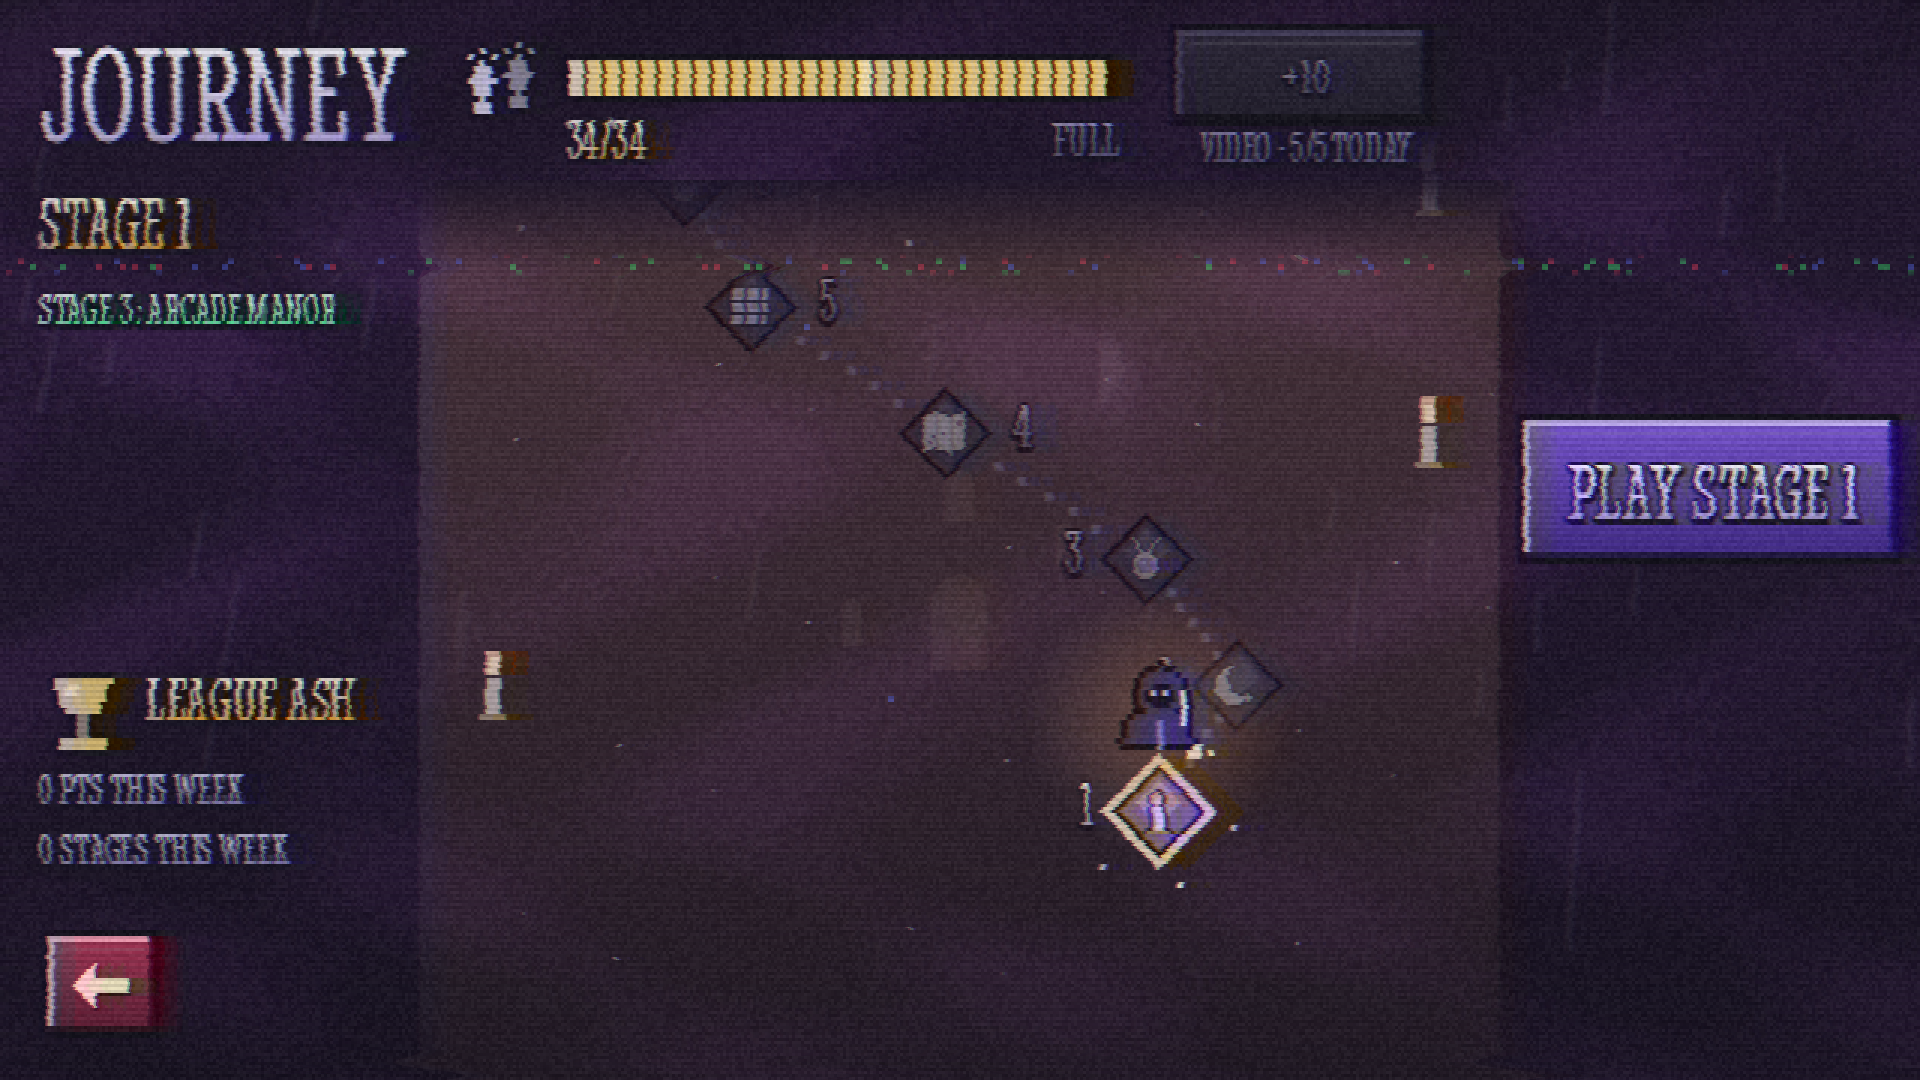 JOURNEY
34/34
FULL
+10
VIDEO - 5/5 TODAY
STAGE 1
STAGE 3: ARCADE MANOR
5
4
3
1
PLAY STAGE 1
LEAGUE ASH
0 PTS THIS WEEK
0 STAGES THIS WEEK